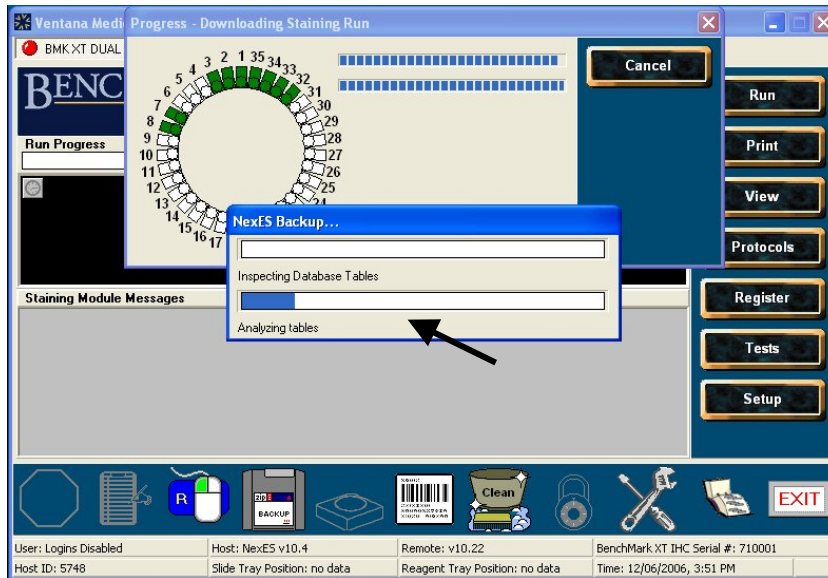 Ventana Medi
Progress - Downloading Staining Run
BMK XT DUAL
BENC
Run Progress
3 2 1 35 34 33 32 31 30 29 28 27 26 25 24
4 5 6 7 8 9 10 11 12 13 14 15 16 17
Cancel
Run
Print
View
Protocols
Register
Tests
Setup
NexES Backup...
Inspecting Database Tables
Analyzing tables
Staining Module Messages
R
zip
BACKUP
Clean
EXIT
User: Logins Disabled
Host: NexES v10.4
Remote: v10.22
BenchMark XT IHC Serial #: 710001
Host ID: 5748
Slide Tray Position: no data
Reagent Tray Position: no data
Time: 12/06/2006, 3:51 PM